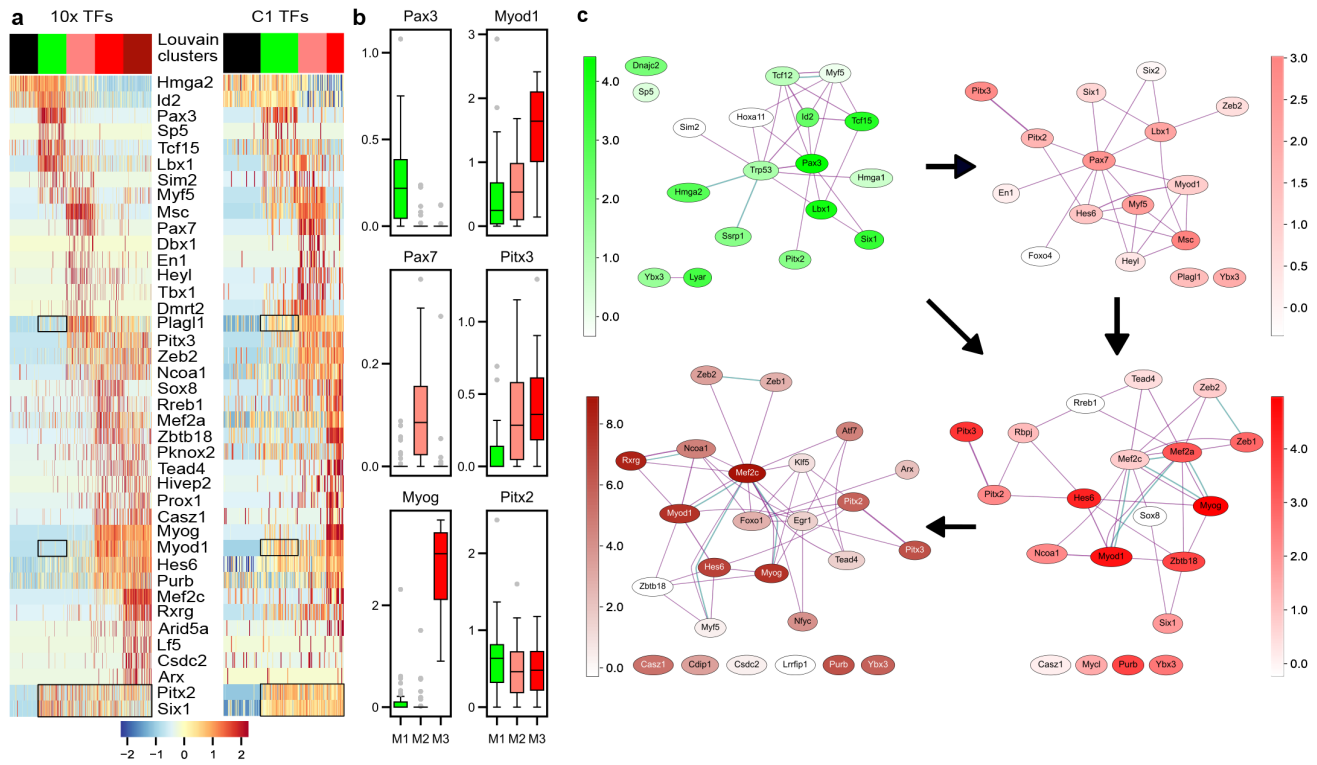 a
10x TFs
C1 TFs
Louvain
clusters
Hmga2
Id2
Pax3
Sp5
Tcf15
Lbx1
Sim2
Myf5
Msc
Pax7
Dbx1
En1
Heyl
Tbx1
Dmrt2
Plagl1
Pitx3
Zeb2
Ncoa1
Sox8
Rreb1
Mef2a
Zbtb18
Pknox2
Tead4
Hivep2
Prox1
Casz1
Myog
Myod1
Hes6
Purb
Mef2c
Rxrg
Arid5a
Lf5
Csdc2
Arx
Pitx2
Six1
−2 −1 0 1 2
b
Pax3
1.0
0.5
0.0
Myod1
3
2
1
0
Pax7
0.2
0.0
Pitx3
1.0
0.5
0.0
Myog
2
0
Pitx2
2
1
0
M1 M2 M3
M1 M2 M3
c
4.0
3.0
2.0
1.0
0.0
Dnajc2
Sp5
Tcf12
Myf5
Hoxa11
Id2
Tcf15
Sim2
Trp53
Pax3
Hmga1
Hmga2
Lbx1
Ssrp1
Six1
Pitx2
Ybx3
Lyar
Six2
Pitx3
Six1
Zeb2
Pitx2
Lbx1
Pax7
En1
Myod1
Hes6
Myf5
Msc
Foxo4
Heyl
Plagl1
Ybx3
3.0
2.5
2.0
1.5
1.0
0.5
0.0
8.0
6.0
4.0
2.0
0.0
Zeb2
Zeb1
Atf7
Ncoa1
Rxrg
Klf5
Mef2c
Arx
Pitx2
Myod1
Foxo1
Egr1
Pitx3
Tead4
Hes6
Myog
Zbtb18
Nfyc
Myf5
Casz1
Cdip1
Csdc2
Lrrfip1
Purb
Ybx3
Tead4
Zeb2
Rreb1
Pitx3
Rbpj
Zeb1
Mef2c
Mef2a
Pitx2
Hes6
Myog
Sox8
Ncoa1
Myod1
Zbtb18
Six1
Casz1
Mycl
Purb
Ybx3
4.0
3.0
2.0
1.0
0.0